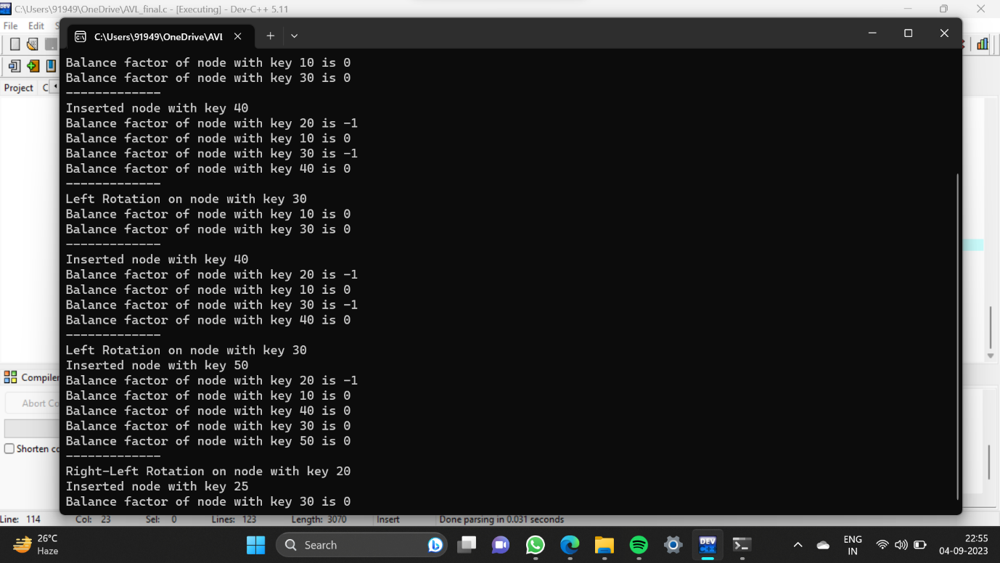 C:\Users\91949\OneDrive\AVL_final.c - [Executing] - Dev-C++ 5.11
File Edit S
C:\Users\91949\OneDrive\AVI
Project C
Balance factor of node with key 10 is 0
Balance factor of node with key 30 is 0
-------------
Inserted node with key 40
Balance factor of node with key 20 is -1
Balance factor of node with key 10 is 0
Balance factor of node with key 30 is -1
Balance factor of node with key 40 is 0
-------------
Left Rotation on node with key 30
Balance factor of node with key 10 is 0
Balance factor of node with key 30 is 0
-------------
Inserted node with key 40
Balance factor of node with key 20 is -1
Balance factor of node with key 10 is 0
Balance factor of node with key 30 is -1
Balance factor of node with key 40 is 0
-------------
Left Rotation on node with key 30
Inserted node with key 50
Balance factor of node with key 20 is -1
Balance factor of node with key 10 is 0
Balance factor of node with key 40 is 0
Balance factor of node with key 30 is 0
Balance factor of node with key 50 is 0
-------------
Right-Left Rotation on node with key 20
Inserted node with key 25
Balance factor of node with key 30 is 0
Compiler
Abort Co
Shorten co
Line: 114 Col: 23 Sel: 0 Lines: 123 Length: 3070 Insert Done parsing in 0.031 seconds
26°C
Haze
Search
DEV
C++
ENG
IN
22:55
04-09-2023